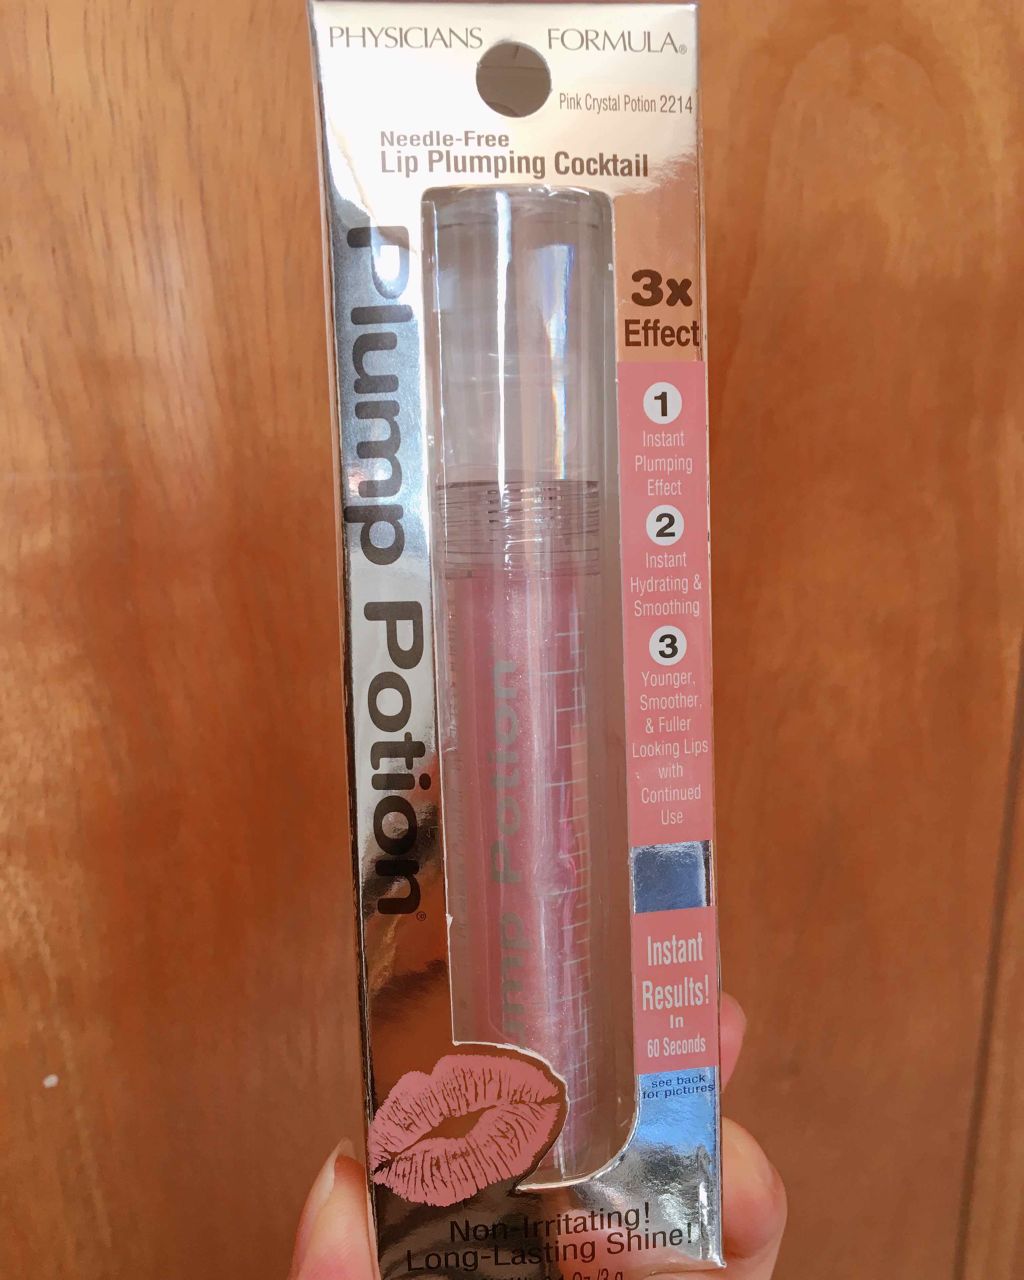 PHYSICIANS FORMULA®
Pink Crystal Potion 2214
Needle-Free
Lip Plumping Cocktail
Plump Potion®
3x
Effect
1
Instant
Plumping
Effect
2
Instant
Hydrating &
Smoothing
3
Younger,
Smoother,
& Fuller
Looking Lips
with
Continued
Use
Instant
Results!
In
60 Seconds
see back
for pictures
mp Potion
Non-Irritating!
Long-Lasting Shine!